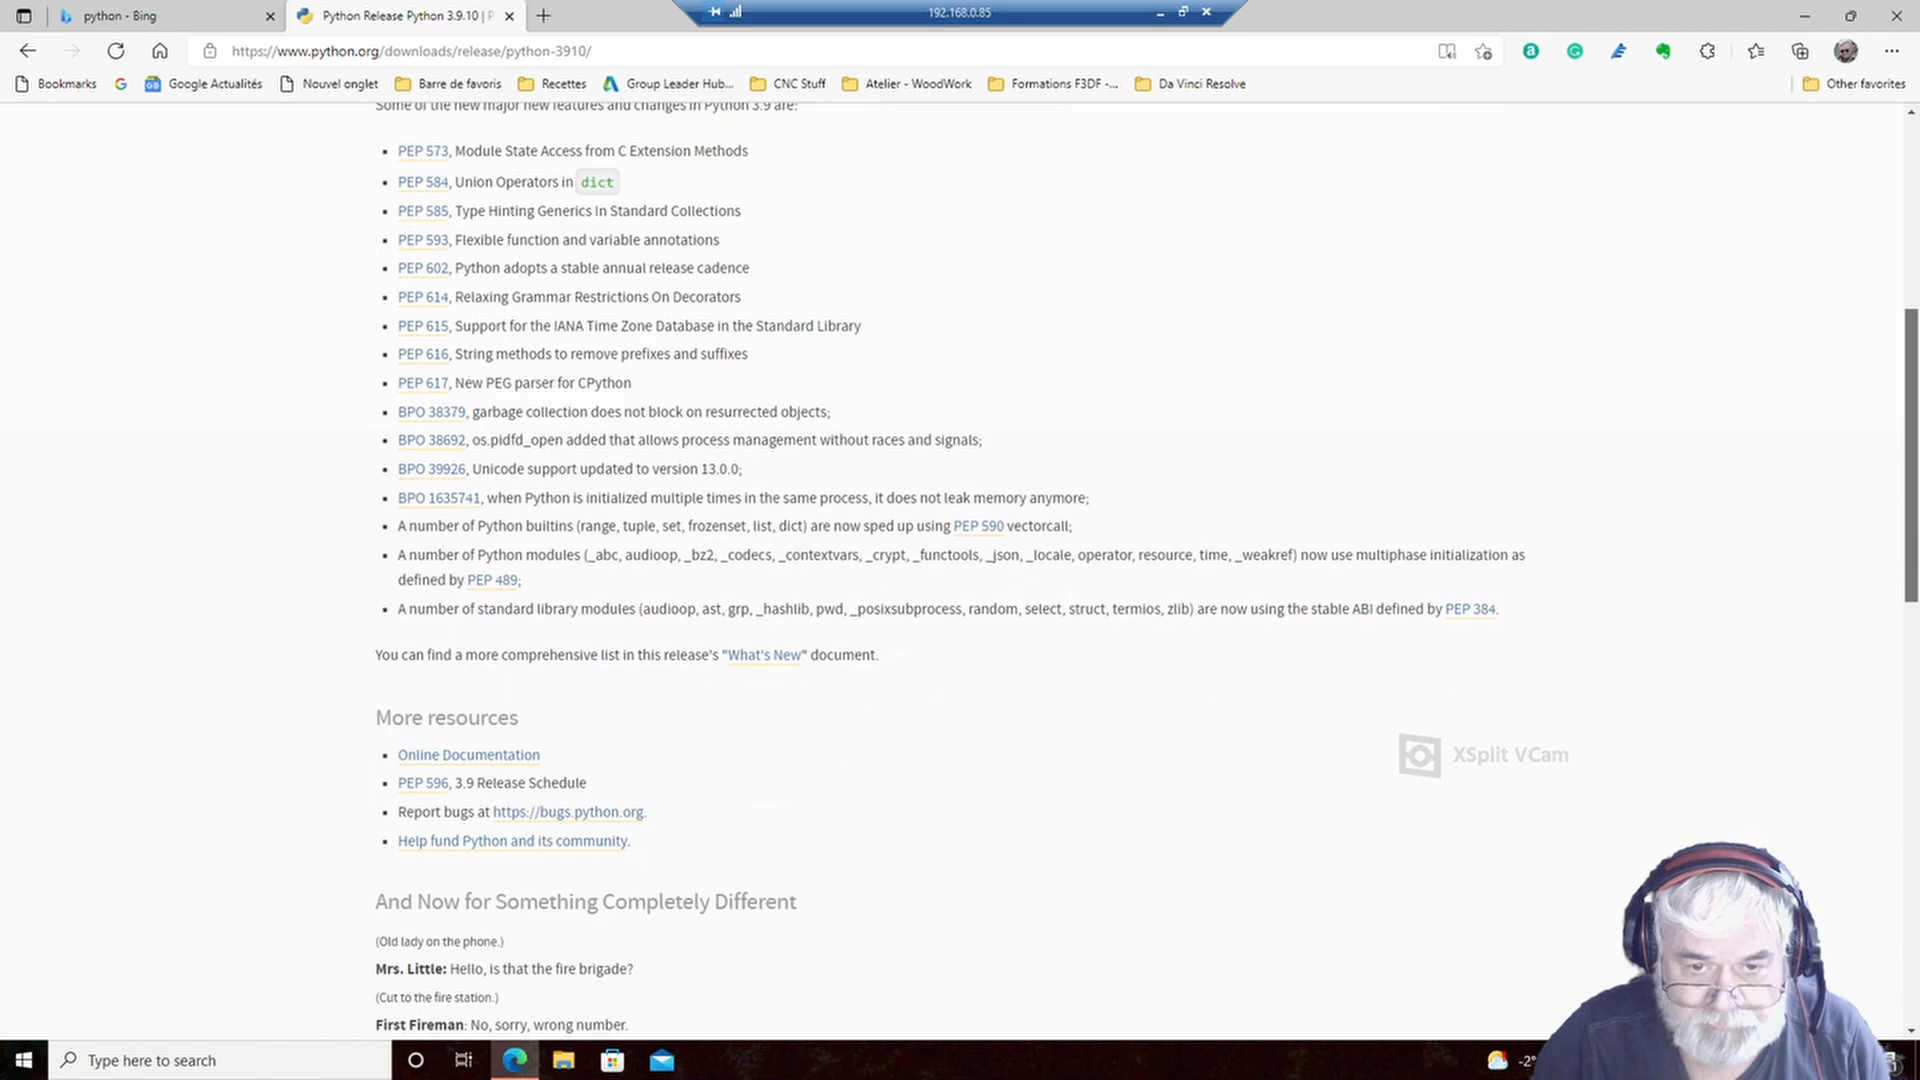 python - Bing
Python Release Python 3.9.10 | P
192.168.0.85
https://www.python.org/downloads/release/python-3910/
Bookmarks
Google Actualités
Nouvel onglet
Barre de favoris
Recettes
Group Leader Hub...
CNC Stuff
Atelier - WoodWork
Formations F3DF -...
Da Vinci Resolve
Other favorites
Some of the new major new features and changes in Python 3.9 are:
PEP 573, Module State Access from C Extension Methods
PEP 584, Union Operators in dict
PEP 585, Type Hinting Generics In Standard Collections
PEP 593, Flexible function and variable annotations
PEP 602, Python adopts a stable annual release cadence
PEP 614, Relaxing Grammar Restrictions On Decorators
PEP 615, Support for the IANA Time Zone Database in the Standard Library
PEP 616, String methods to remove prefixes and suffixes
PEP 617, New PEG parser for CPython
BPO 38379, garbage collection does not block on resurrected objects;
BPO 38692, os.pidfd_open added that allows process management without races and signals;
BPO 39926, Unicode support updated to version 13.0.0;
BPO 1635741, when Python is initialized multiple times in the same process, it does not leak memory anymore;
A number of Python builtins (range, tuple, set, frozenset, list, dict) are now sped up using PEP 590 vectorcall;
A number of Python modules (_abc, audioop, _bz2, _codecs, _contextvars, _crypt, _functools, _json, _locale, operator, resource, time, _weakref) now use multiphase initialization as
defined by PEP 489;
A number of standard library modules (audioop, ast, grp, _hashlib, pwd, _posixsubprocess, random, select, struct, termios, zlib) are now using the stable ABI defined by PEP 384.
You can find a more comprehensive list in this release's "What's New" document.
More resources
Online Documentation
PEP 596, 3.9 Release Schedule
Report bugs at https://bugs.python.org.
Help fund Python and its community.
XSplit VCam
And Now for Something Completely Different
(Old lady on the phone.)
Mrs. Little: Hello, is that the fire brigade?
(Cut to the fire station.)
First Fireman: No, sorry, wrong number.
Type here to search
-2°